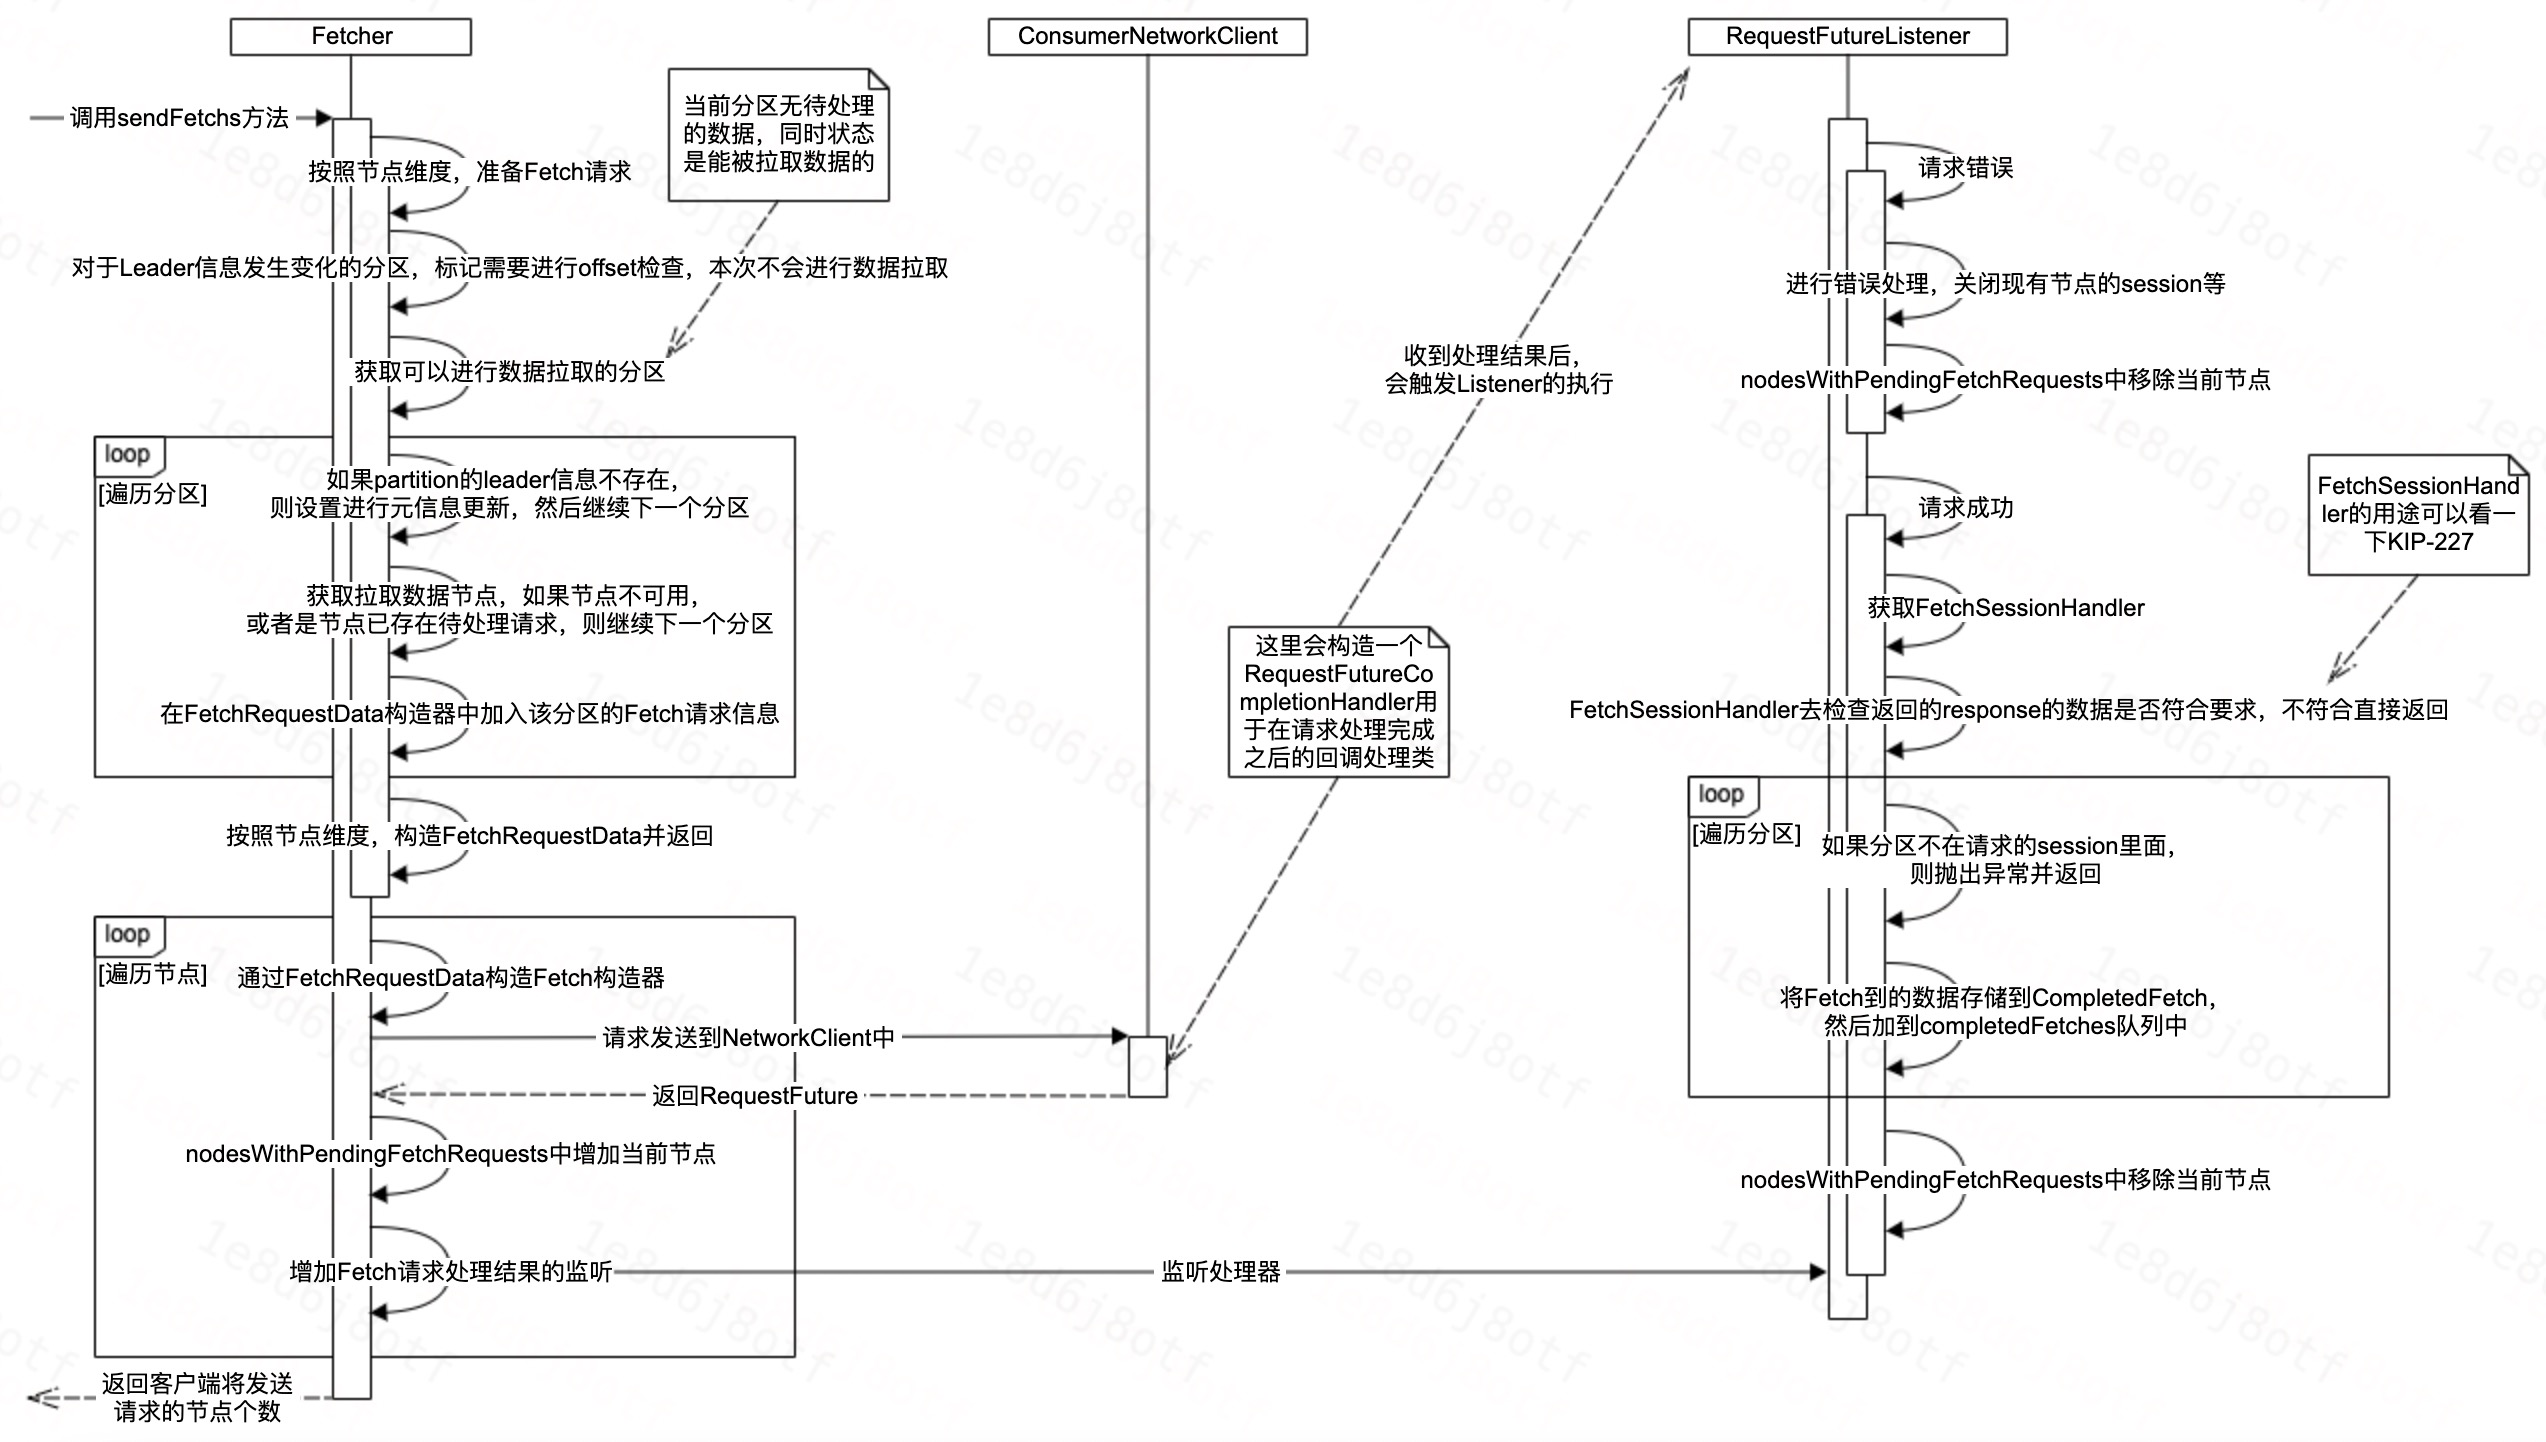 Fetcher
ConsumerNetworkClient
RequestFutureListener
调用sendFetchs方法
当前分区无待处理
的数据，同时状态
是能被拉取数据的
按照节点维度，准备Fetch请求
对于Leader信息发生变化的分区，标记需要进行offset检查，本次不会进行数据拉取
获取可以进行数据拉取的分区
loop
[遍历分区]
如果partition的leader信息不存在，
则设置进行元信息更新，然后继续下一个分区
获取拉取数据节点，如果节点不可用，
或者是节点已存在待处理请求，则继续下一个分区
在FetchRequestData构造器中加入该分区的Fetch请求信息
按照节点维度，构造FetchRequestData并返回
loop
[遍历节点]
通过FetchRequestData构造Fetch构造器
请求发送到NetworkClient中
返回RequestFuture
nodesWithPendingFetchRequests中增加当前节点
增加Fetch请求处理结果的监听
监听处理器
返回客户端将发送
请求的节点个数
收到处理结果后，
会触发Listener的执行
这里会构造一个
RequestFutureCo
mpletionHandler用
于在请求处理完成
之后的回调处理类
请求错误
进行错误处理，关闭现有节点的session等
nodesWithPendingFetchRequests中移除当前节点
请求成功
FetchSessionHand
ler的用途可以看一
下KIP-227
获取FetchSessionHandler
FetchSessionHandler去检查返回的response的数据是否符合要求，不符合直接返回
loop
[遍历分区]
如果分区不在请求的session里面，
则抛出异常并返回
将Fetch到的数据存储到CompletedFetch，
然后加到completedFetches队列中
nodesWithPendingFetchRequests中移除当前节点
1e8d6j8otf